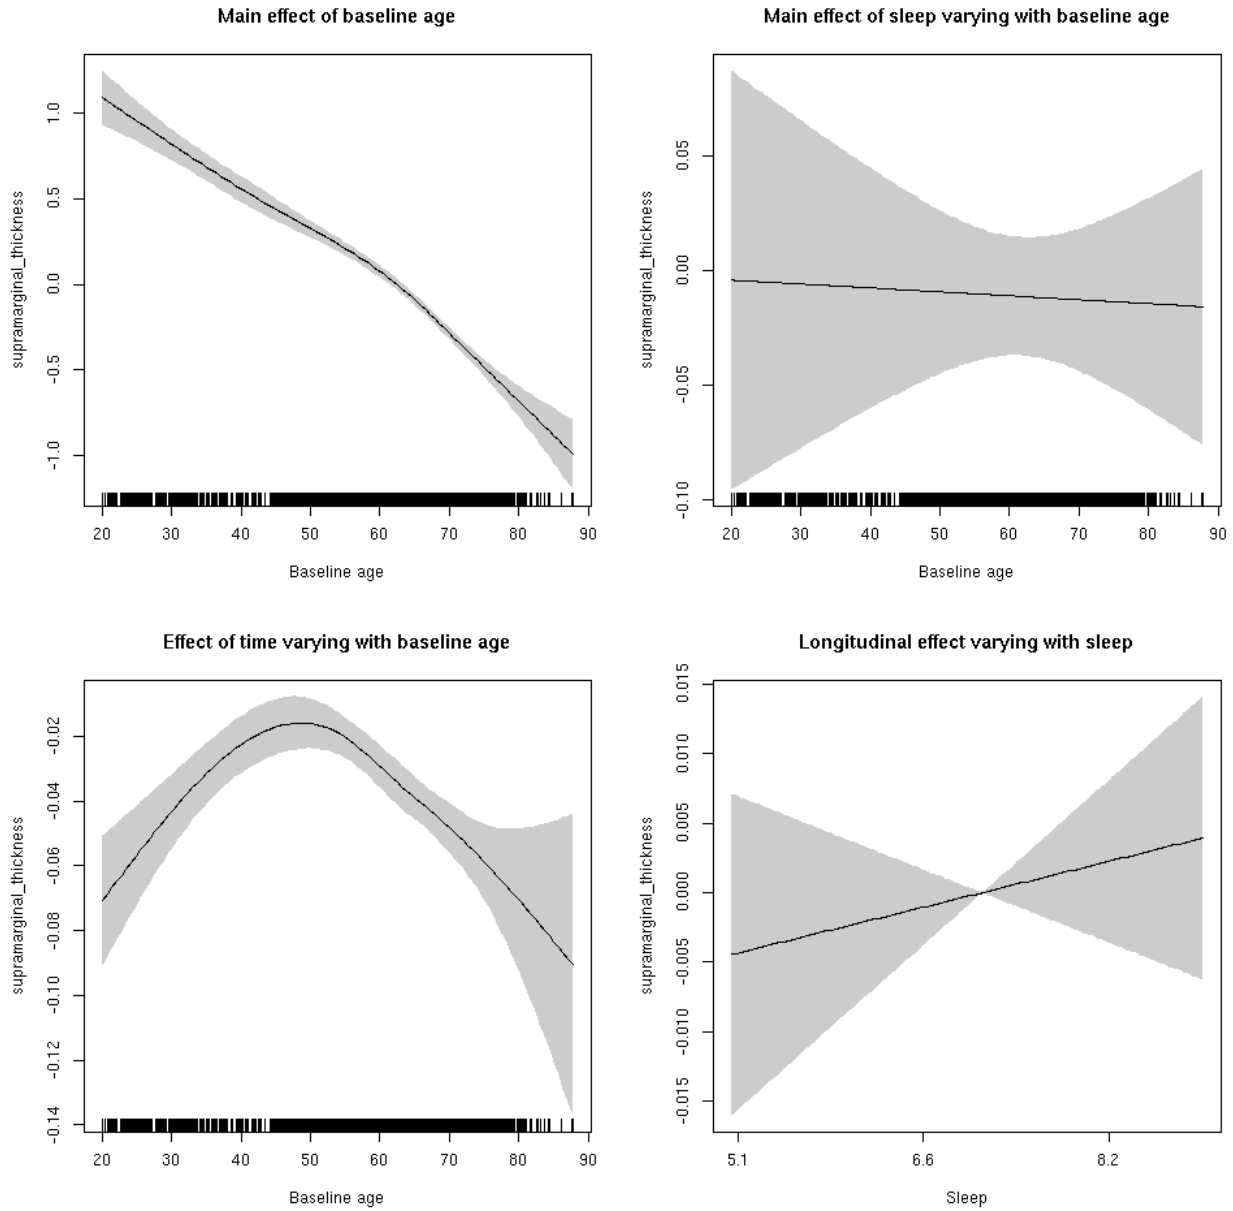 Main effect of baseline age
supramarginal_thickness
1.0
0.5
0.0
-0.5
-1.0
20 30 40 50 60 70 80 90
Baseline age
Main effect of sleep varying with baseline age
supramarginal_thickness
0.05
0.00
-0.05
-0.10
20 30 40 50 60 70 80 90
Baseline age
Effect of time varying with baseline age
supramarginal_thickness
-0.02
-0.04
-0.06
-0.08
-0.10
-0.12
-0.14
20 30 40 50 60 70 80 90
Baseline age
Longitudinal effect varying with sleep
supramarginal_thickness
0.015
0.010
0.005
0.000
-0.005
-0.010
-0.015
5.1 6.6 8.2
Sleep